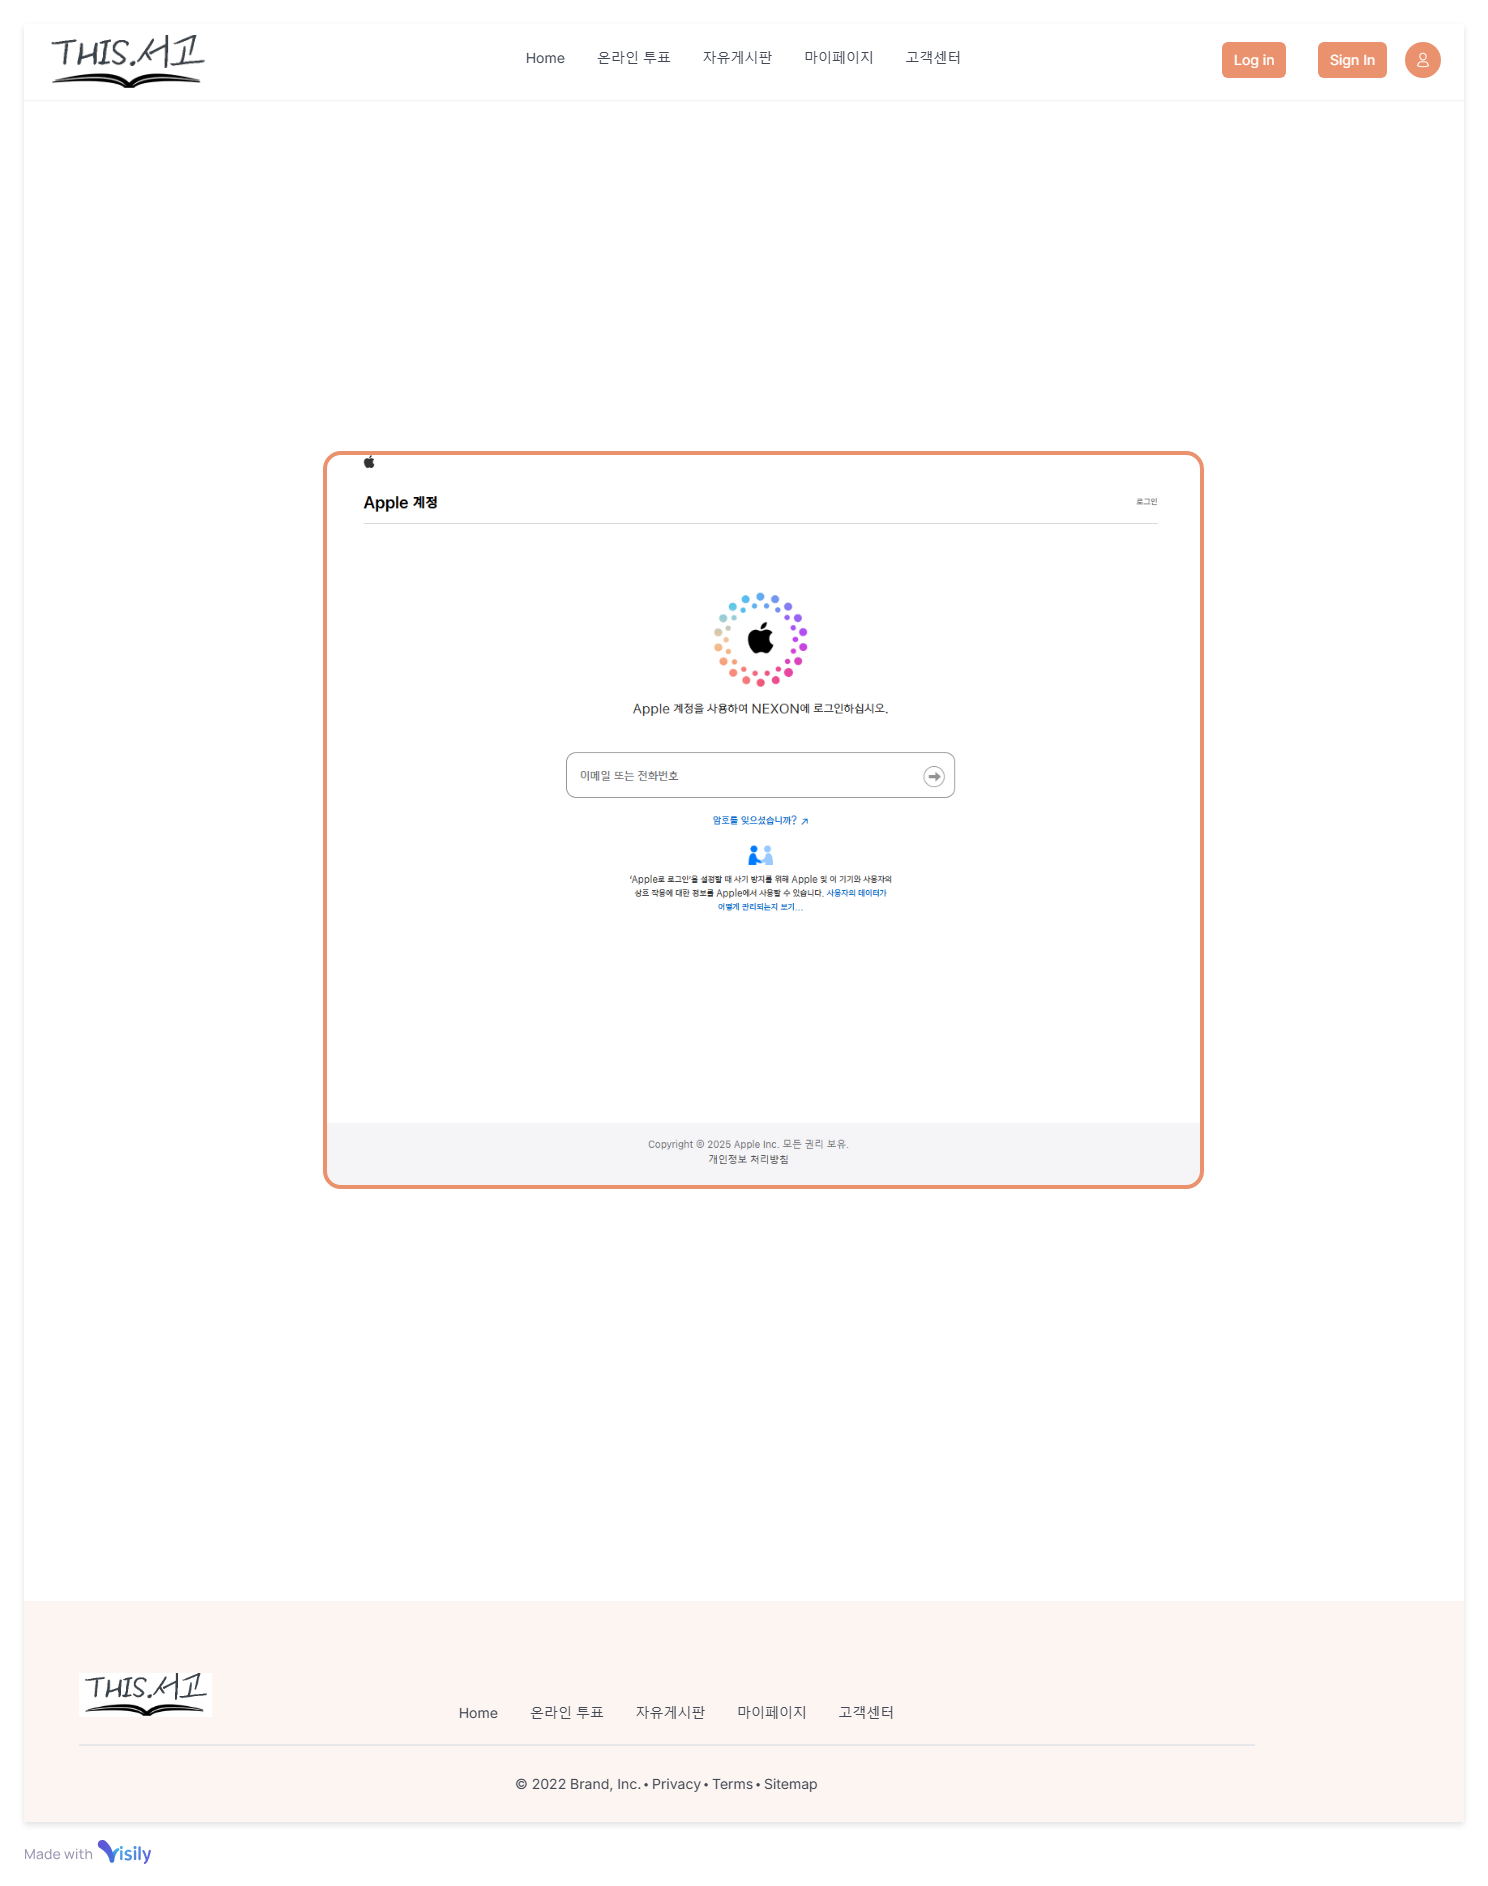 THIS.서고
Home 온라인 투표 자유게시판 마이페이지 고객센터 Log in Sign In
Apple 계정 로그인
Apple 계정을 사용하여 NEXON에 로그인하십시오.
이메일 또는 전화번호
암호를 잊으셨습니까? ↗
‘Apple로 로그인’을 설정할 때 사기 방지를 위해 Apple 및 이 기기와 사용자의
상호 작용에 대한 정보를 Apple에서 사용할 수 있습니다. 사용자의 데이터가
어떻게 관리되는지 보기...
Copyright © 2025 Apple Inc. 모든 권리 보유.
개인정보 처리방침
THIS.서고
Home 온라인 투표 자유게시판 마이페이지 고객센터
© 2022 Brand, Inc. • Privacy • Terms • Sitemap
Made with Visily